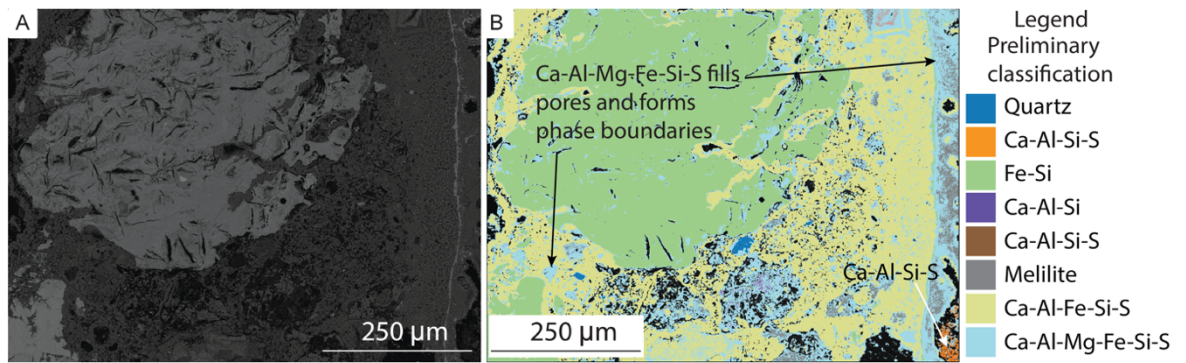 A
250 µm
B
Ca-Al-Mg-Fe-Si-S fills
pores and forms
phase boundaries
Ca-Al-Si-S
250 µm
Legend
Preliminary
classification
Quartz
Ca-Al-Si-S
Fe-Si
Ca-Al-Si
Ca-Al-Si-S
Melilite
Ca-Al-Fe-Si-S
Ca-Al-Mg-Fe-Si-S